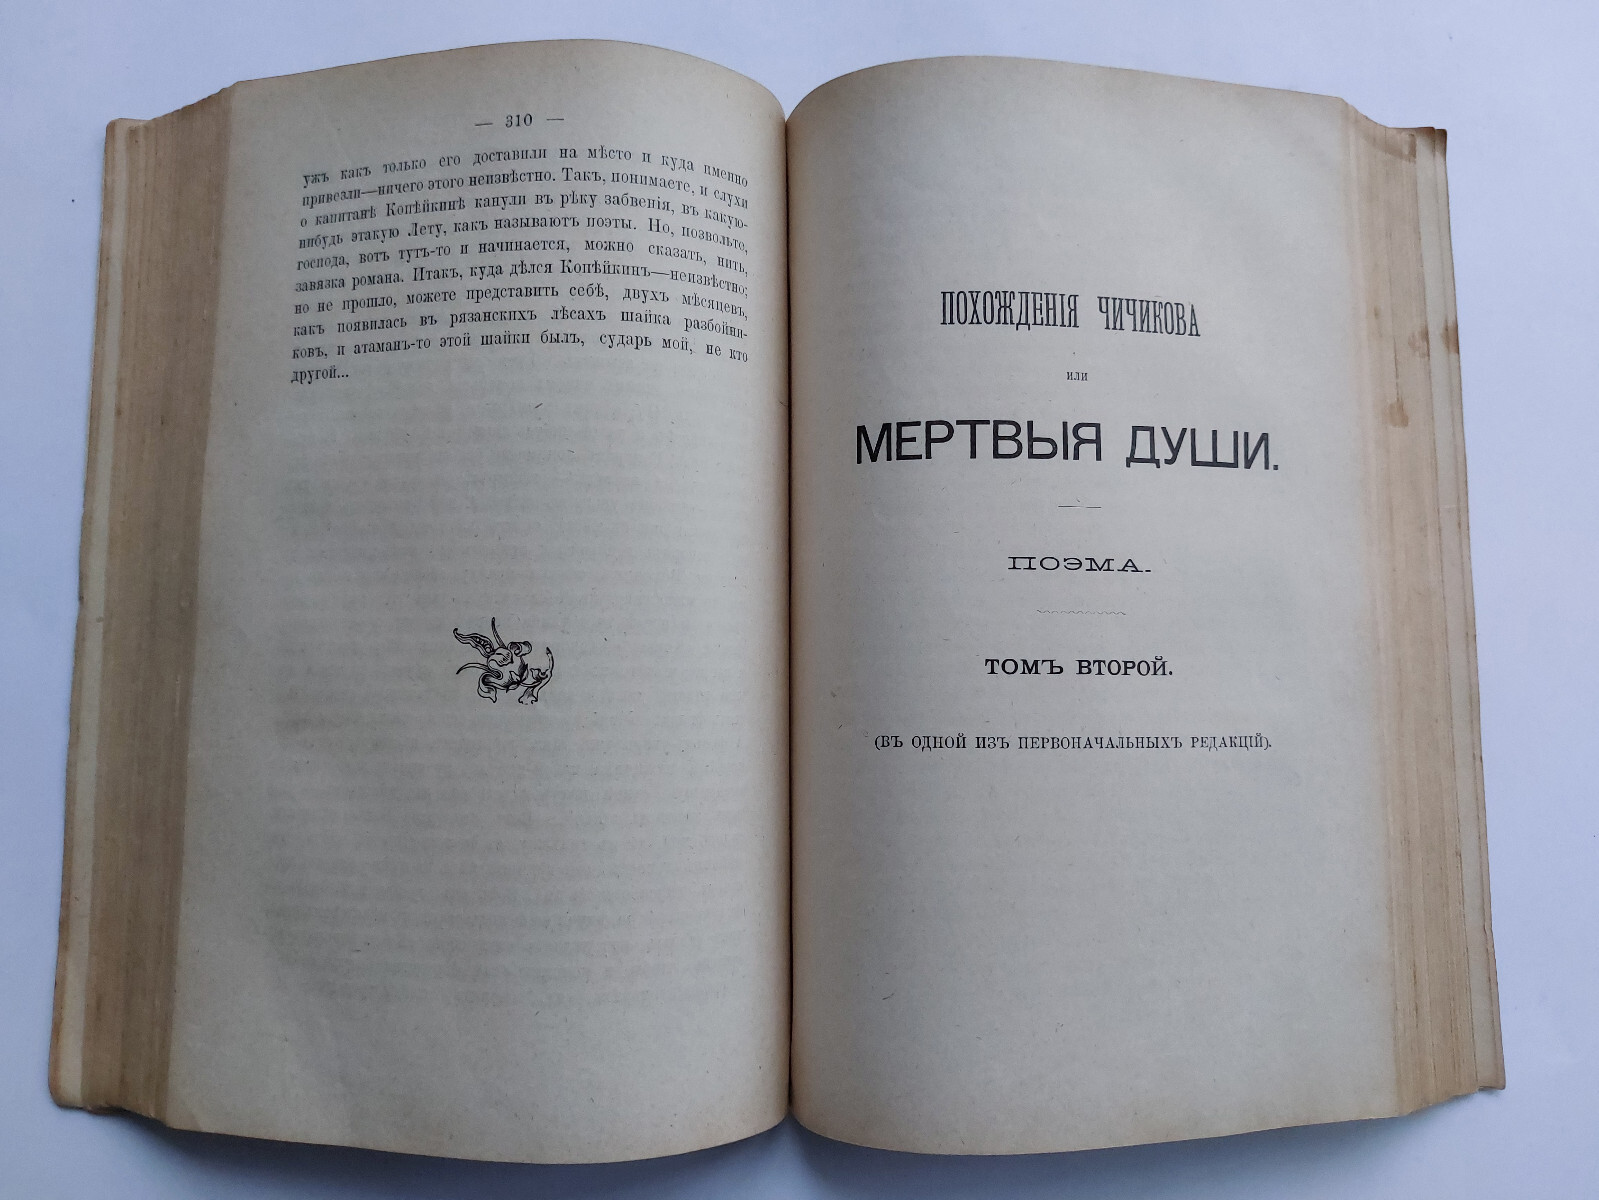 — 310 —
ужъ какъ только его доставили на мѣсто и куда именно
привезли—ничего этого неизвѣстно. Такъ, понимаете, и слухи
о капитанѣ Копѣйкинѣ канули въ рѣку забвенія, въ какую-
нибудь этакую Лету, какъ называютъ поэты. Но, позвольте,
господа, вотъ тутъ-то и начинается, можно сказать, нить,
завязка романа. Итакъ, куда дѣлся Копѣйкинъ—неизвѣстно;
но не прошло, можете представить себѣ, двухъ мѣсяцевъ,
какъ появилась въ рязанскихъ лѣсахъ шайка разбойни-
ковъ, и атаманъ-то этой шайки былъ, сударь мой, не кто
другой...
ПОХОЖДЕНІЯ ЧИЧИКОВА
ИЛИ
МЕРТВЫЯ ДУШИ.
ПОЭМА.
ТОМЪ ВТОРОЙ.
(ВЪ ОДНОЙ ИЗЪ ПЕРВОНАЧАЛЬНЫХЪ РЕДАКЦІЙ).